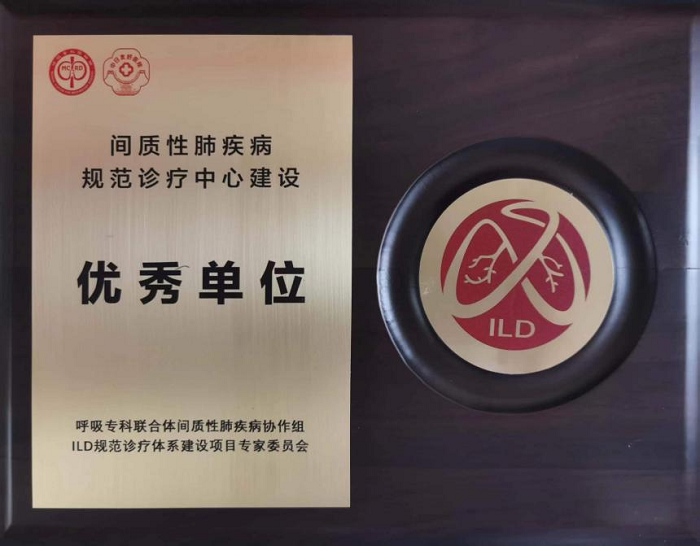 间质性肺疾病
规范诊疗中心建设
优秀单位
呼吸专科联合体间质性肺疾病协作组
ILD规范诊疗体系建设项目专家委员会
ILD